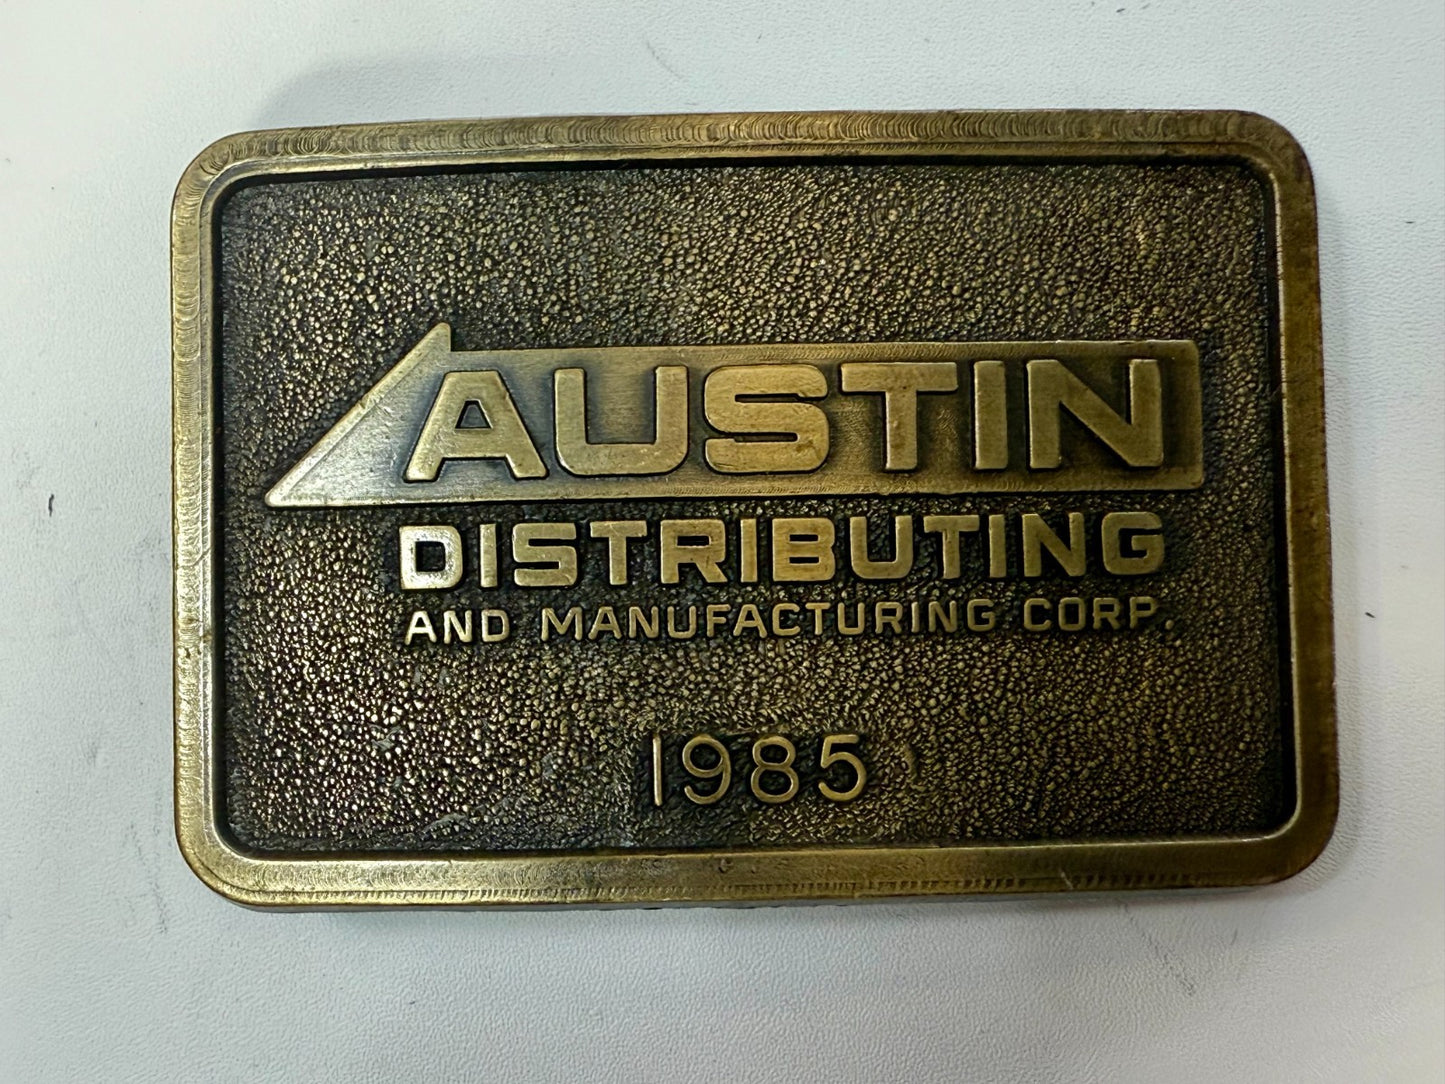 AUSTIN
DISTRIBUTING
AND MANUFACTURING CORP.
1985